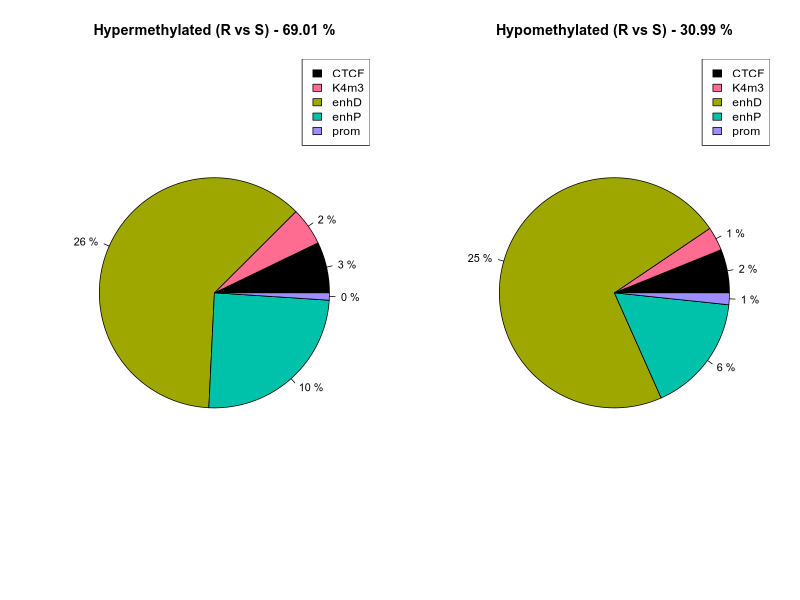 Hypermethylated (R vs S) - 69.01 %
CTCF
K4m3
enhD
enhP
prom
2 %
26 %
3 %
0 %
10 %
Hypomethylated (R vs S) - 30.99 %
CTCF
K4m3
enhD
enhP
prom
1 %
25 %
2 %
1 %
6 %